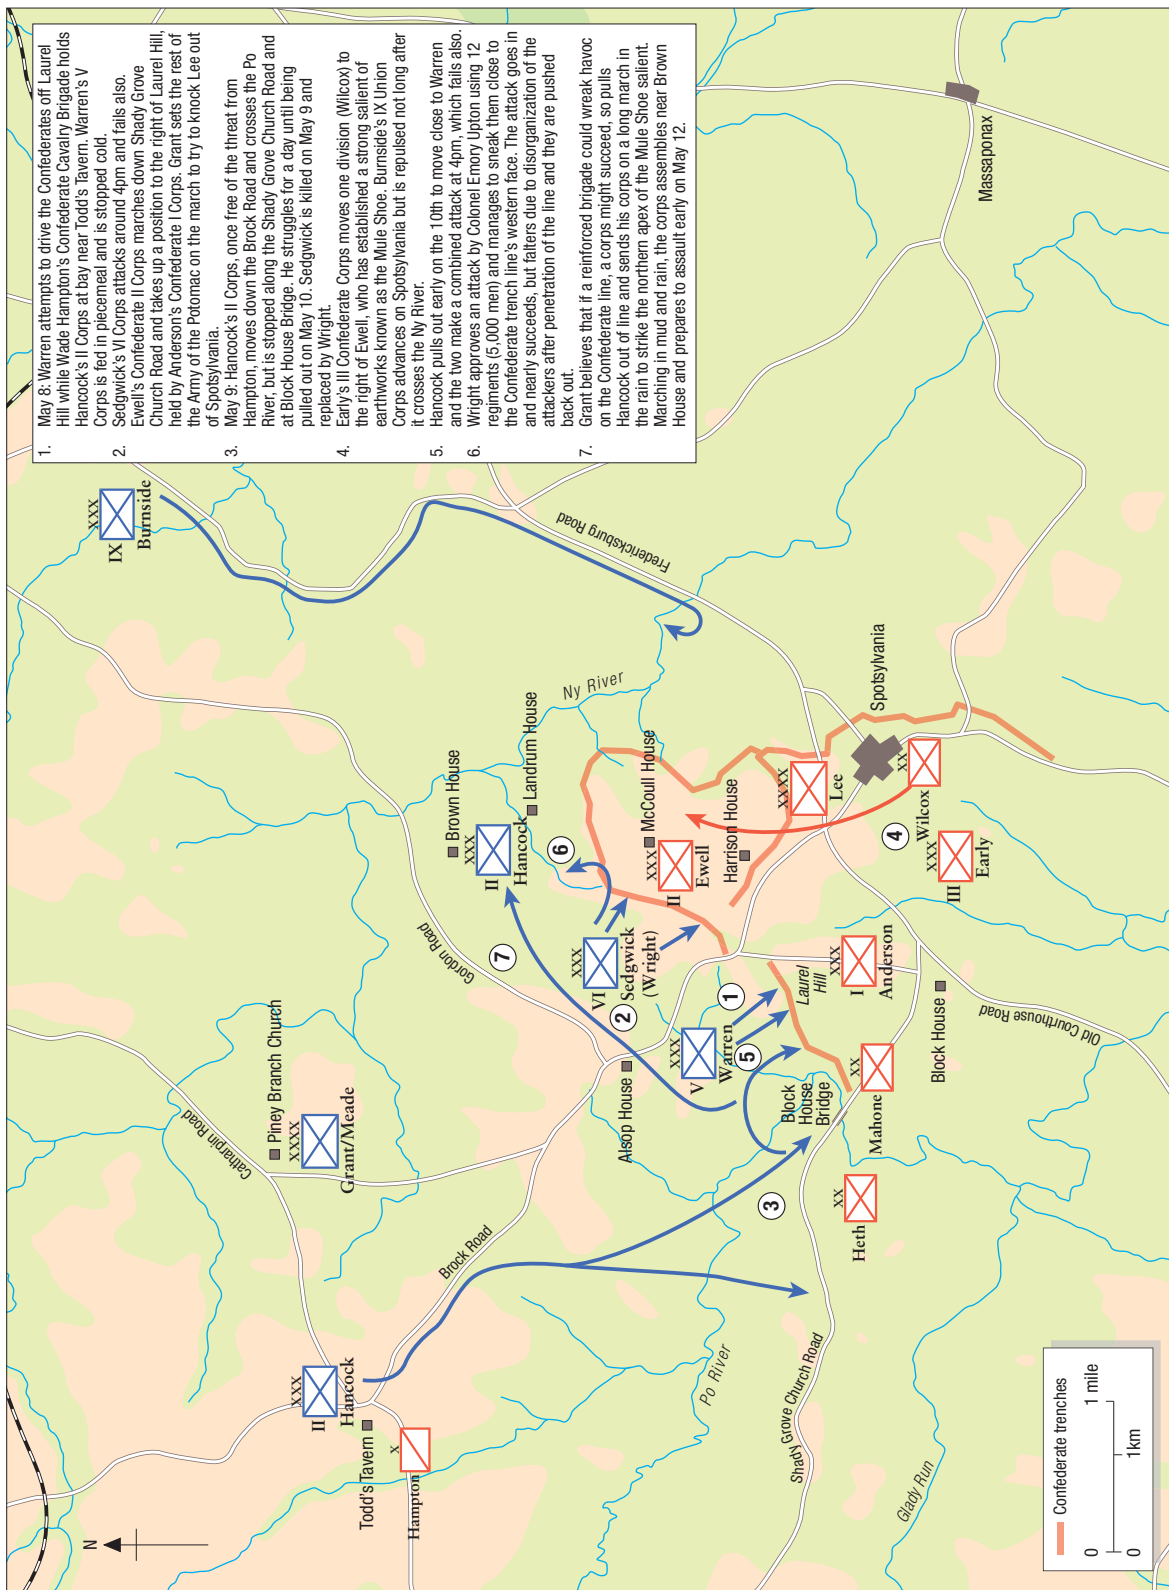 1. May 8: Warren attempts to drive the Confederates off Laurel
Hill while Wade Hampton's Confederate Cavalry Brigade holds
Hancock's II Corps at bay near Todd's Tavern. Warren's V
Corps is fed in piecemeal and is stopped cold.
2. Sedgwick's VI Corps attacks around 4pm and fails also.
Ewell's Confederate II Corps marches down Shady Grove
Church Road and takes up a position to the right of Laurel Hill,
held by Anderson's Confederate I Corps. Grant sets the rest of
the Army of the Potomac on the march to try to knock Lee out
of Spotsylvania.
3. May 9: Hancock's II Corps, once free of the threat from
Hampton, moves down the Brock Road and crosses the Po
River, but is stopped along the Shady Grove Church Road and
at Block House Bridge. He struggles for a day until being
pulled out on May 10. Sedgwick is killed on May 9 and
replaced by Wright.
4. Early's III Confederate Corps moves one division (Wilcox) to
the right of Ewell, who has established a strong salient of
earthworks known as the Mule Shoe. Burnside's IX Union
Corps advances on Spotsylvania but is repulsed not long after
it crosses the Ny River.
5. Hancock pulls out early on the 10th to move close to Warren
and the two make a combined attack at 4pm, which fails also.
6. Wright approves an attack by Colonel Emory Upton using 12
regiments (5,000 men) and manages to sneak them close to
the Confederate trench line's western face. The attack goes in
and nearly succeeds, but falters due to disorganization of the
attackers after penetration of the line and they are pushed
back out.
7. Grant believes that if a reinforced brigade could wreak havoc
on the Confederate line, a corps might succeed, so pulls
Hancock out of line and sends his corps on a long march in
the rain to strike the northern apex of the Mule Shoe salient.
Marching in mud and rain, the corps assembles near Brown
House and prepares to assault early on May 12.
N
XXX
II
Hancock
Todd's Tavern
X
Hampton
Catharpin Road
Piney Branch Church
XXXX
Grant/Meade
Brock Road
Gordon Road
XXX
IX
Burnside
Fredericksburg Road
Ny River
Brown House
XXX
II
Hancock
Landrum House
7
6
XXX
VI
Sedgwick
(Wright)
2
Alsop House
XXX
V
Warren
5
1
Laurel
Hill
Block
House
Bridge
3
XXX
II
Ewell
McCoull House
Harrison House
XXXX
Lee
Spotsylvania
XX
Wilcox
4
XXX
III
Early
XXX
I
Anderson
XX
Mahone
XX
Heth
Block House
Old Courthouse Road
Massaponax
Po River
Shady Grove Church Road
Glady Run
Confederate trenches
0 1 mile
0 1km